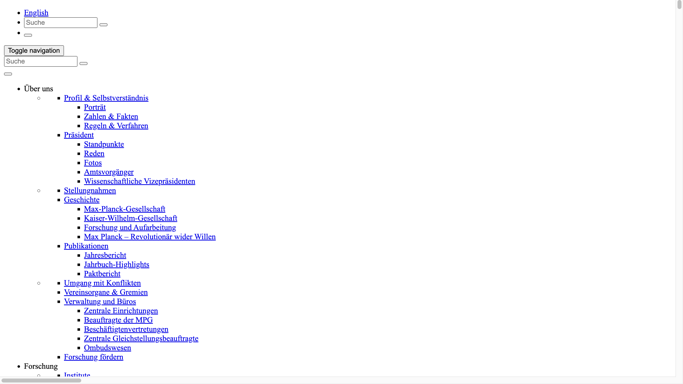 English
Suche
Toggle navigation
Suche
Über uns
Profil & Selbstverständnis
Porträt
Zahlen & Fakten
Regeln & Verfahren
Präsident
Standpunkte
Reden
Fotos
Amtsvorgänger
Wissenschaftliche Vizepräsidenten
Stellungnahmen
Geschichte
Max-Planck-Gesellschaft
Kaiser-Wilhelm-Gesellschaft
Forschung und Aufarbeitung
Max Planck – Revolutionär wider Willen
Publikationen
Jahresbericht
Jahrbuch-Highlights
Paktbericht
Umgang mit Konflikten
Vereinsorgane & Gremien
Verwaltung und Büros
Zentrale Einrichtungen
Beauftragte der MPG
Beschäftigtenvertretungen
Zentrale Gleichstellungsbeauftragte
Ombudswesen
Forschung fördern
Forschung
Institute